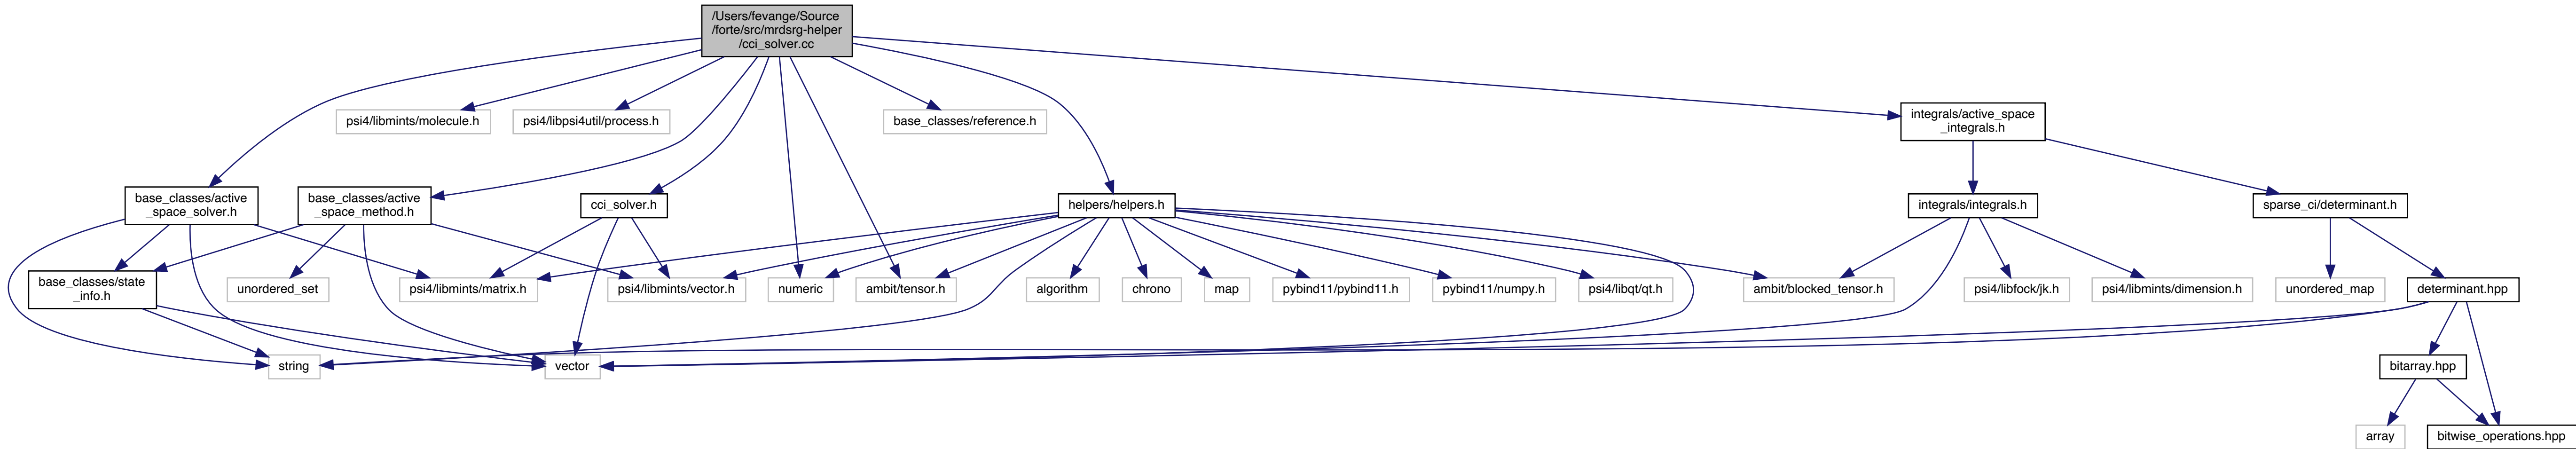 /Users/fevange/Source
/forte/src/mrdsrg-helper
/cci_solver.cc
psi4/libmints/molecule.h
psi4/libpsi4util/process.h
base_classes/reference.h
integrals/active_space
_integrals.h
base_classes/active
_space_solver.h
base_classes/active
_space_method.h
cci_solver.h
helpers/helpers.h
integrals/integrals.h
sparse_ci/determinant.h
base_classes/state
_info.h
unordered_set
psi4/libmints/matrix.h
psi4/libmints/vector.h
numeric
ambit/tensor.h
algorithm
chrono
map
pybind11/pybind11.h
pybind11/numpy.h
psi4/libqt/qt.h
ambit/blocked_tensor.h
psi4/libfock/jk.h
psi4/libmints/dimension.h
unordered_map
determinant.hpp
string
vector
bitarray.hpp
array
bitwise_operations.hpp